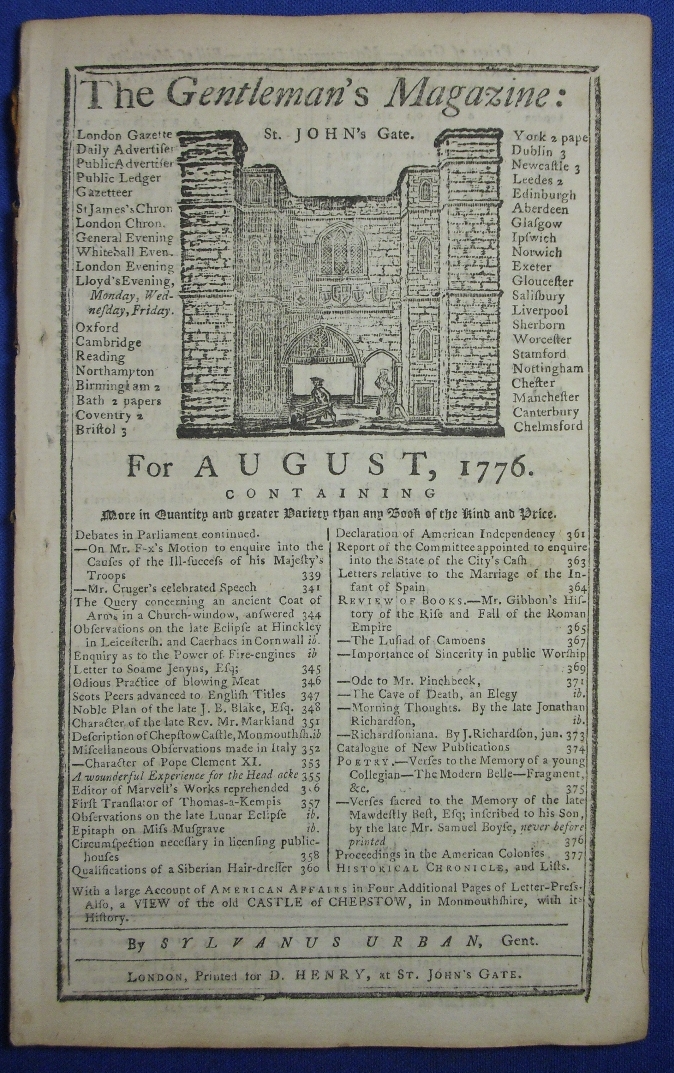 The Gentleman's Magazine:
St. JOHN's Gate.
London Gazette
Daily Advertiſer
PublicAdvertiſer
Public Ledger
Gazetteer
St James's Chron
London Chron.
General Evening
Whitehall Even.
London Evening
Lloyd'sEvening,
Monday, Wed-
neſday, Friday.
Oxford
Cambridge
Reading
Northampton
Birmingham 2
Bath 2 papers
Coventry 2
Briſtol 3
York 2 pape
Dublin 3
Newcaſtle 3
Leedes 2
Edinburgh
Aberdeen
Glaſgow
Ipſwich
Norwich
Exeter
Glouceſter
Saliſbury
Liverpool
Sherborn
Worceſter
Stamford
Nottingham
Cheſter
Mancheſter
Canterbury
Chelmsford
For AUGUST, 1776.
CONTAINING
More in Quantity and greater Variety than any Book of the Kind and Price.
Debates in Parliament continued.
—On Mr. F-x's Motion to enquire into the
Cauſes of the Ill-ſucceſs of his Majeſty's
Troops 339
—Mr. Cruger's celebrated Speech 341
The Query concerning an ancient Coat of
Arms in a Church-window, anſwered 344
Obſervations on the late Eclipſe at Hinckley
in Leiceſterſh. and Caerhacs in Cornwall ib.
Enquiry as to the Power of Fire-engines ib
Letter to Soame Jenyns, Eſq; 345
Odious Practice of blowing Meat 346
Scots Peers advanced to Engliſh Titles 347
Noble Plan of the late J. B. Blake, Eſq. 348
Character of the late Rev. Mr. Markland 351
Deſcription of Chepſtow Caſtle, Monmouthſh.ib
Miſcellaneous Obſervations made in Italy 352
—Character of Pope Clement XI. 353
A wounderful Experience for the Head acke 355
Editor of Marvell's Works reprehended 356
Firſt Tranſlator of Thomas-a-Kempis 357
Obſervations on the late Lunar Eclipſe ib.
Epitaph on Miſs Muſgrave ib.
Circumſpection neceſſary in licenſing public-
houſes 358
Qualifications of a Siberian Hair-dreſſer 360
Declaration of American Independency 361
Report of the Committee appointed to enquire
into the State of the City's Caſh 363
Letters relative to the Marriage of the In-
fant of Spain 364
REVIEW OF BOOKS.—Mr. Gibbon's Hiſ-
tory of the Riſe and Fall of the Roman
Empire 365
—The Luſiad of Camoens 367
—Importance of Sincerity in public Worſhip
369
—Ode to Mr. Pinchbeck, 371
—The Cave of Death, an Elegy ib.
—Morning Thoughts. By the late Jonathan
Richardſon, ib.
—Richardſoniana. By J.Richardſon, jun. 373
Catalogue of New Publications 374
POETRY.—Verſes to the Memory of a young
Collegian—The Modern Belle—Fragment,
&c. 375
—Verſes ſacred to the Memory of the late
Mawdeſtly Beſt, Eſq; inſcribed to his Son,
by the late Mr. Samuel Boyſe, never before
printed 376
Proceedings in the American Colonies 377
HISTORICAL CHRONICLE, and Liſts.
With a large Account of AMERICAN AFFAIRS in Four Additional Pages of Letter-Preſs.
Alſo, a VIEW of the old CASTLE of CHEPSTOW, in Monmouthſhire, with it
Hiſtory.
By SYLVANUS URBAN, Gent.
LONDON, Printed for D. HENRY, at ST. JOHN'S GATE.